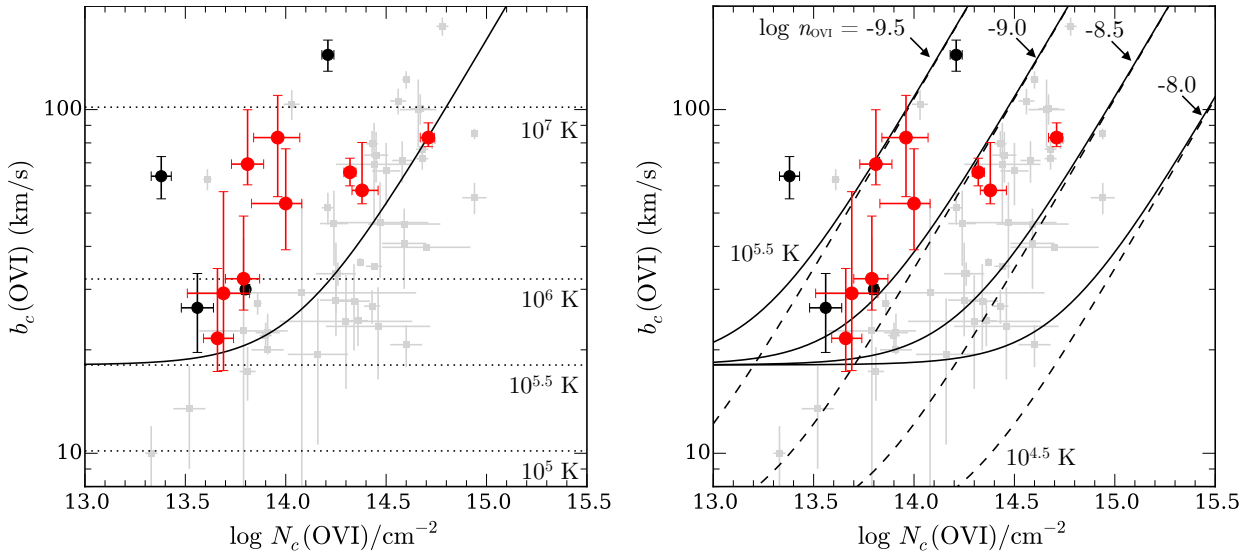 100
10
b_c(OVI) (km/s)
10^7 K
10^6 K
10^5.5 K
10^5 K
13.0 13.5 14.0 14.5 15.0 15.5
log N_c(OVI)/cm^−2
log n_OVI = -9.5
-9.0
-8.5
-8.0
100
10
b_c(OVI) (km/s)
10^5.5 K
10^4.5 K
13.0 13.5 14.0 14.5 15.0 15.5
log N_c(OVI)/cm^−2